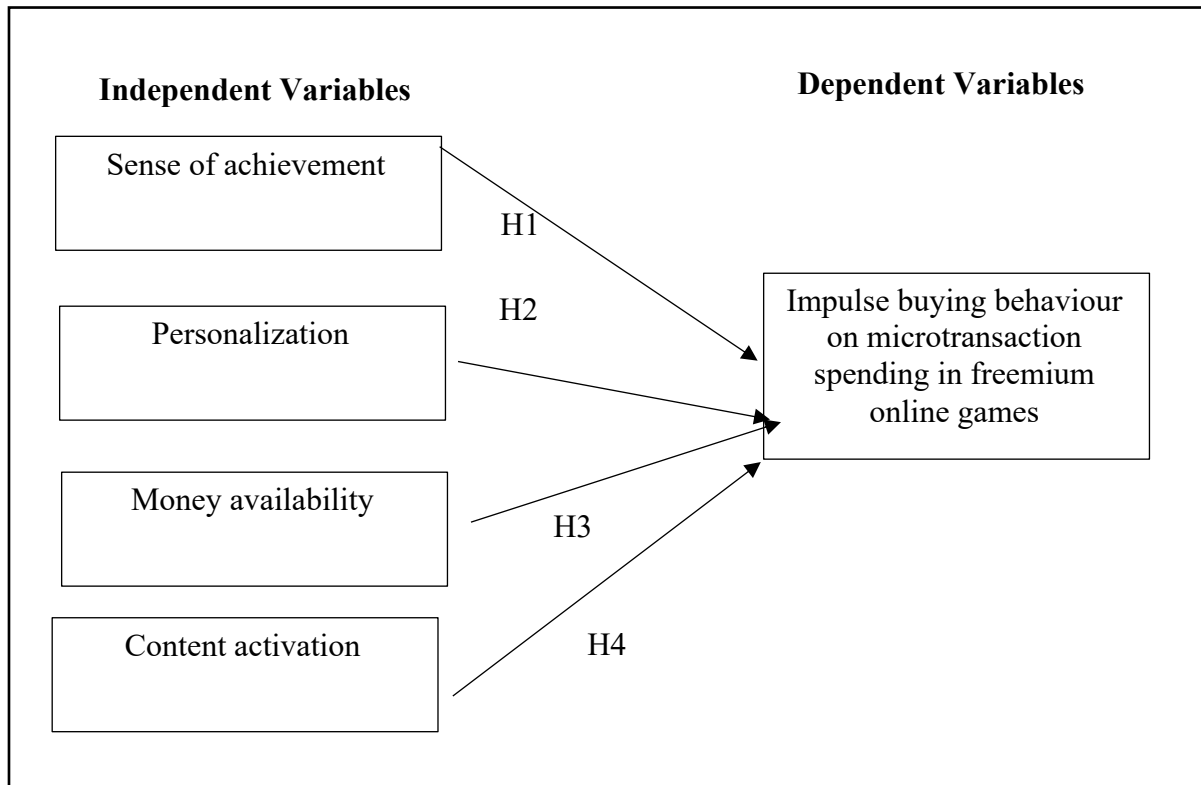 Independent Variables
Dependent Variables
Sense of achievement
H1
H2
Personalization
Impulse buying behaviour
on microtransaction
spending in freemium
online games
Money availability
H3
Content activation
H4